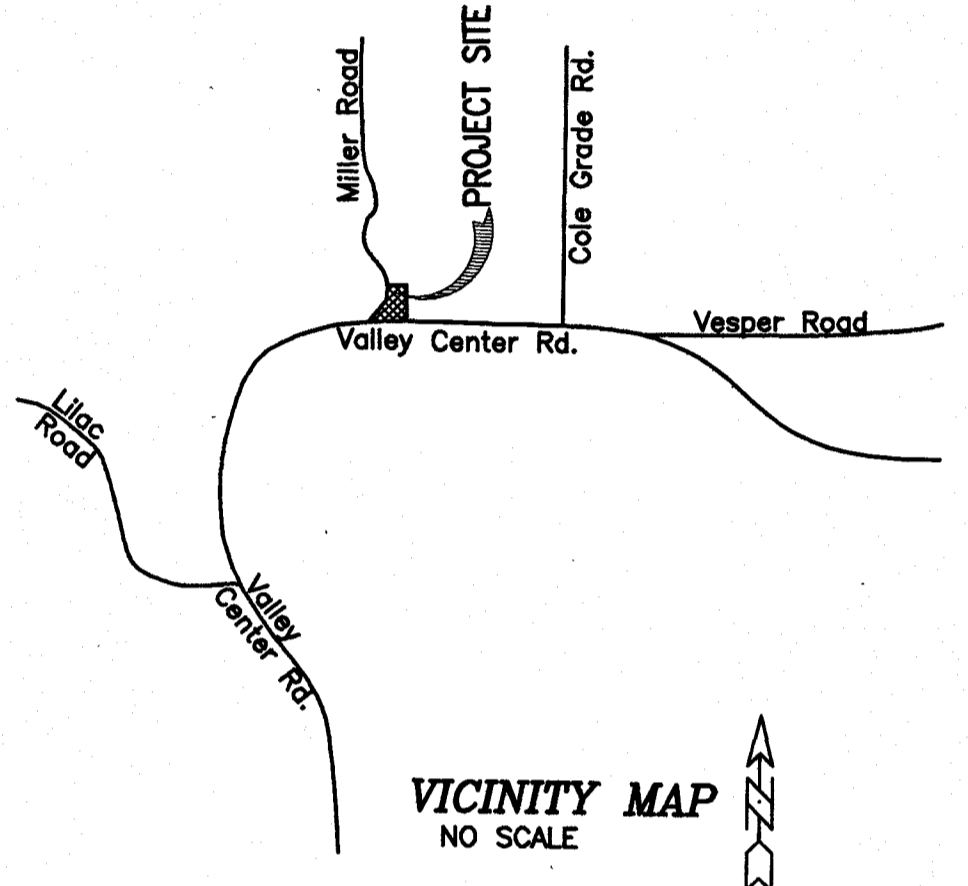 Miller Road
PROJECT SITE
Cole Grade Rd.
Valley Center Rd.
Vesper Road
Lilac
Road
Valley
Center Rd.
VICINITY MAP
NO SCALE
N